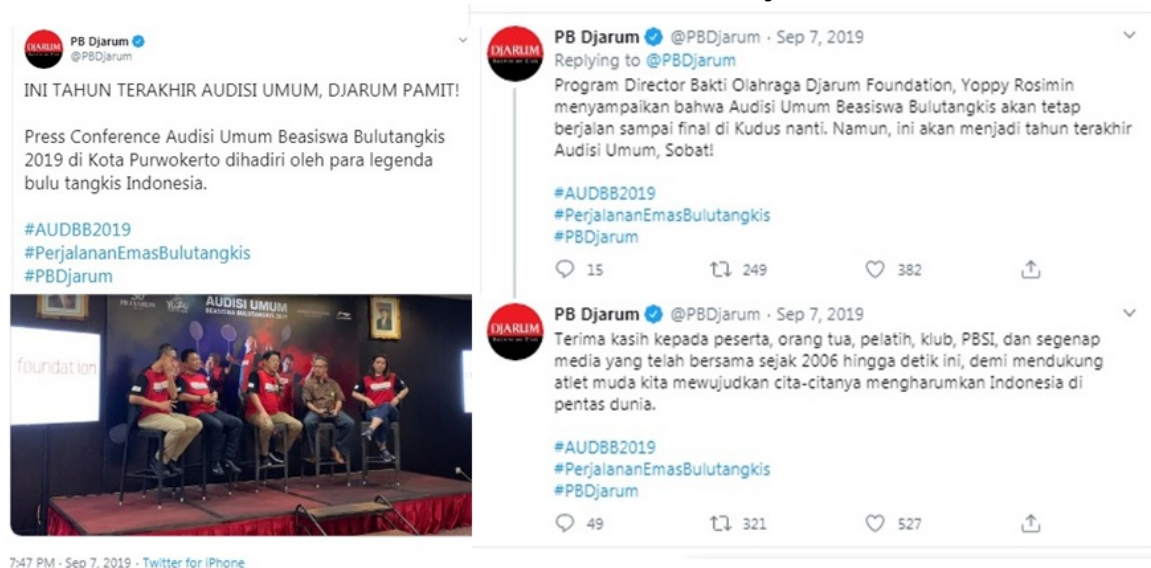 PB Djarum
@PBDjarum
INI TAHUN TERAKHIR AUDISI UMUM, DJARUM PAMIT!
Press Conference Audisi Umum Beasiswa Bulutangkis
2019 di Kota Purwokerto dihadiri oleh para legenda
bulu tangkis Indonesia.
#AUDBB2019
#PerjalananEmasBulutangkis
#PBDjarum
foundation
AUDISI UMUM
BEASISWA BULUTANGKIS 2019
7:47 PM · Sep 7, 2019 · Twitter for iPhone
DJARUM
PB Djarum @PBDjarum · Sep 7, 2019
Replying to @PBDjarum
Program Director Bakti Olahraga Djarum Foundation, Yoppy Rosimin
menyampaikan bahwa Audisi Umum Beasiswa Bulutangkis akan tetap
berjalan sampai final di Kudus nanti. Namun, ini akan menjadi tahun terakhir
Audisi Umum, Sobat!
#AUDBB2019
#PerjalananEmasBulutangkis
#PBDjarum
15 249 382
DJARUM
PB Djarum @PBDjarum · Sep 7, 2019
Terima kasih kepada peserta, orang tua, pelatih, klub, PBSI, dan segenap
media yang telah bersama sejak 2006 hingga detik ini, demi mendukung
atlet muda kita mewujudkan cita-citanya mengharumkan Indonesia di
pentas dunia.
#AUDBB2019
#PerjalananEmasBulutangkis
#PBDjarum
49 321 527